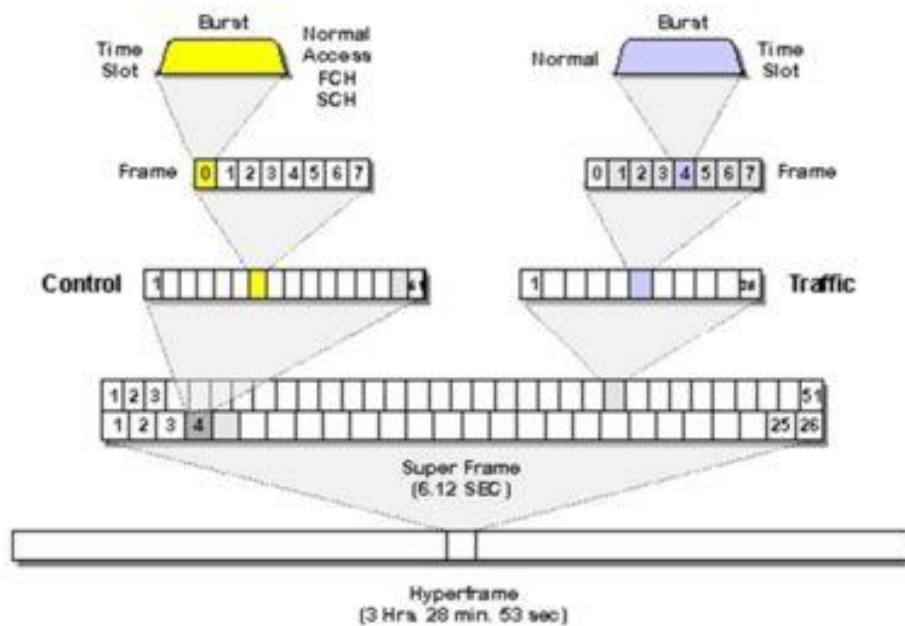 Burst
Time
Slot
Normal
Access
FCH
SCH
Burst
Normal
Time
Slot
Frame
0 1 2 3 4 5 6 7
0 1 2 3 4 5 6 7
Frame
Control
1
1
Traffic
1 2 3 51
1 2 3 4 25 26
Super Frame
(6.12 SEC)
Hyperframe
(3 Hrs. 28 min. 53 sec)